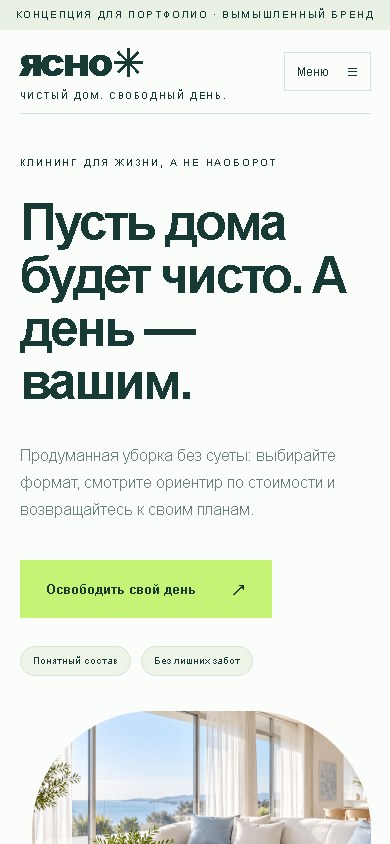 КОНЦЕПЦИЯ ДЛЯ ПОРТФОЛИО · ВЫМЫШЛЕННЫЙ БРЕНД
ясно✳
Меню ☰
ЧИСТЫЙ ДОМ. СВОБОДНЫЙ ДЕНЬ.
КЛИНИНГ ДЛЯ ЖИЗНИ, А НЕ НАОБОРОТ
Пусть дома
будет чисто. А
день —
вашим.
Продуманная уборка без суеты: выбирайте
формат, смотрите ориентир по стоимости и
возвращайтесь к своим планам.
Освободить свой день ↗
Понятный состав Без лишних забот